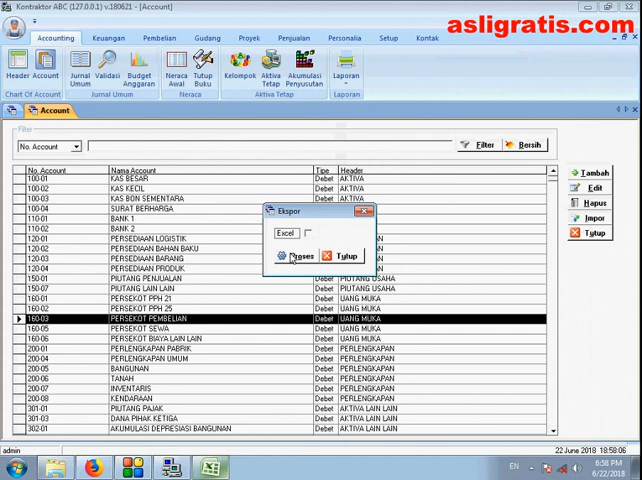 Kontraktor ABC (127.0.0.1) v.180621 - [Account]
asligratis.com
Accounting Keuangan Pembelian Gudang Proyek Penjualan Personalia Setup Kontak
Header Account Jurnal Umum Validasi Budget Anggaran Neraca Awal Tutup Buku Kelompok Aktiva Tetap Akumulasi Penyusutan Laporan
Chart Of Account Jurnal Umum Neraca Aktiva Tetap Laporan
Account
Filter
No. Account Filter Bersih
No. Account Nama Account Tipe Header
100-01 KAS BESAR Debet AKTIVA
100-02 KAS KECIL Debet AKTIVA
100-03 KAS BON SEMENTARA Debet AKTIVA
100-04 SURAT BERHARGA
110-01 BANK 1
110-02 BANK 2
120-01 PERSEDIAAN LOGISTIK
120-02 PERSEDIAAN BAHAN BAKU
120-03 PERSEDIAAN BARANG
120-04 PERSEDIAAN PRODUK
150-01 PIUTANG PENJUALAN Debet PIUTANG USAHA
150-02 PIUTANG LAIN LAIN Debet PIUTANG USAHA
160-01 PERSEKOT PPH 21 Debet UANG MUKA
160-02 PERSEKOT PPH 25 Debet UANG MUKA
160-03 PERSEKOT PEMBELIAN Debet UANG MUKA
160-05 PERSEKOT SEWA Debet UANG MUKA
160-06 PERSEKOT BIAYA LAIN LAIN Debet UANG MUKA
200-01 PERLENGKAPAN PABRIK Debet PERLENGKAPAN
200-04 PERLENGKAPAN UMUM Debet PERLENGKAPAN
200-05 BANGUNAN Debet PERLENGKAPAN
200-06 TANAH Debet PERLENGKAPAN
200-07 INVENTARIS Debet PERLENGKAPAN
200-08 KENDARAAN Debet PERLENGKAPAN
301-01 PIUTANG PAJAK Debet AKTIVA LAIN LAIN
301-03 DANA PIHAK KETIGA Debet AKTIVA LAIN LAIN
302-01 AKUMULASI DEPRESIASI BANGUNAN Debet AKTIVA LAIN LAIN
Ekspor
Excel
Proses Tutup
Tambah
Edit
Hapus
Impor
Tutup
admin 22 June 2018 18:58:06
EN 6:58 PM
6/22/2018